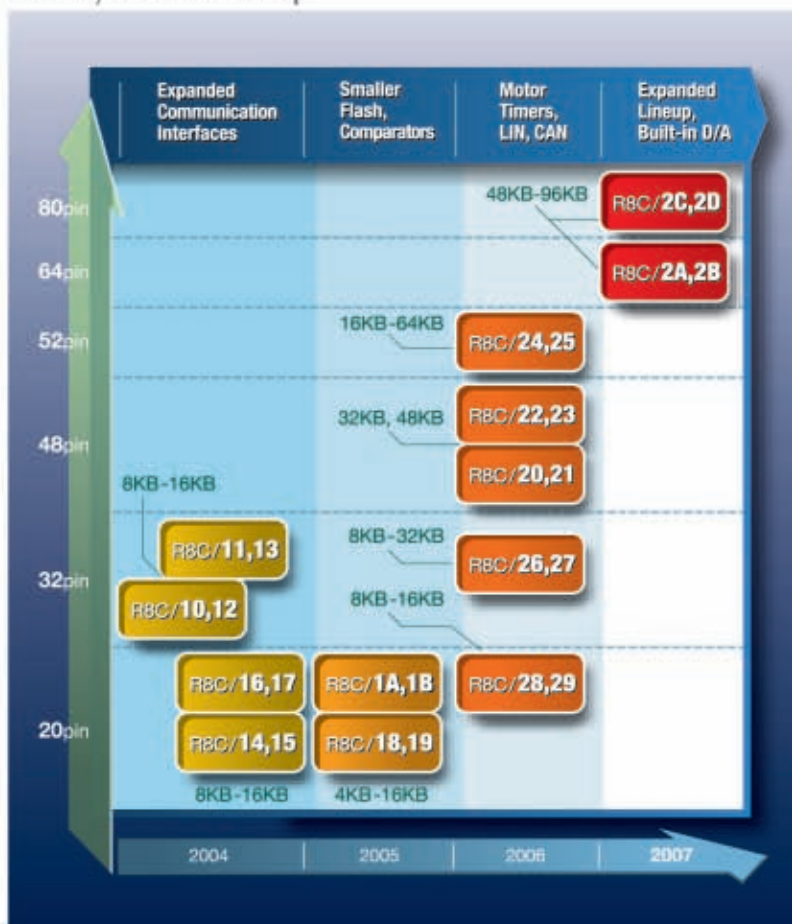 Expanded
Communication
Interfaces
Smaller
Flash,
Comparators
Motor
Timers,
LIN, CAN
Expanded
Lineup,
Built-in D/A
80pin
48KB-96KB
R8C/2C,2D
64pin
R8C/2A,2B
52pin
16KB-64KB
R8C/24,25
48pin
32KB, 48KB
R8C/22,23
R8C/20,21
8KB-16KB
32pin
R8C/11,13
R8C/10,12
8KB-32KB
R8C/26,27
8KB-16KB
20pin
R8C/16,17
R8C/1A,1B
R8C/28,29
R8C/14,15
R8C/18,19
8KB-16KB
4KB-16KB
2004
2005
2006
2007